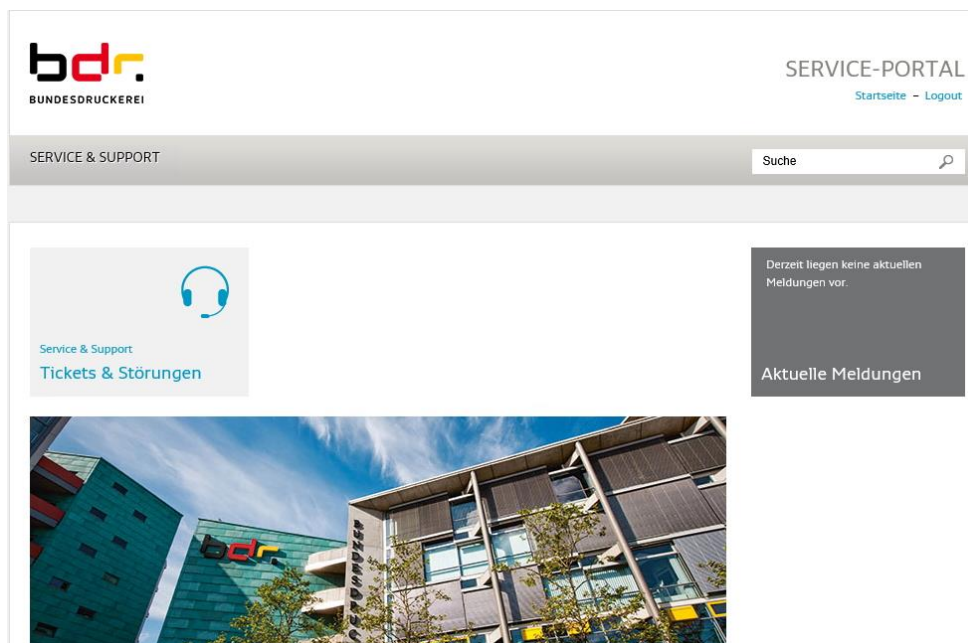 bdr.
BUNDESDRUCKEREI
SERVICE-PORTAL
Startseite – Logout
SERVICE & SUPPORT
Suche
Service & Support
Tickets & Störungen
Derzeit liegen keine aktuellen
Meldungen vor.
Aktuelle Meldungen
bdr.
BUNDESDRUC